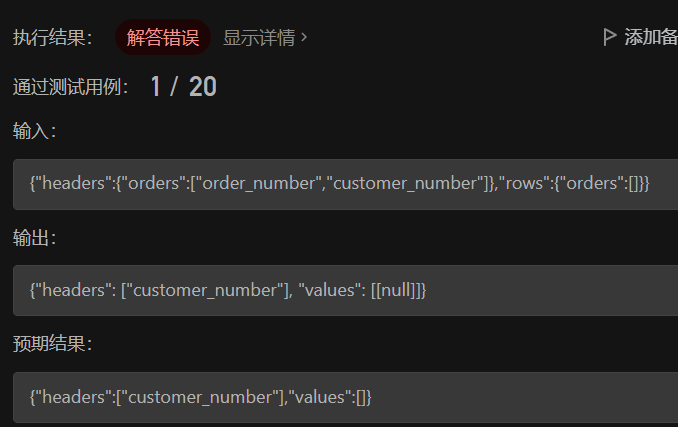 执行结果： 解答错误 显示详情 > 添加备
通过测试用例： 1 / 20
输入：
{"headers":{"orders":["order_number","customer_number"]},"rows":{"orders":[]}}
输出：
{"headers": ["customer_number"], "values": [[null]]}
预期结果：
{"headers":["customer_number"],"values":[]}